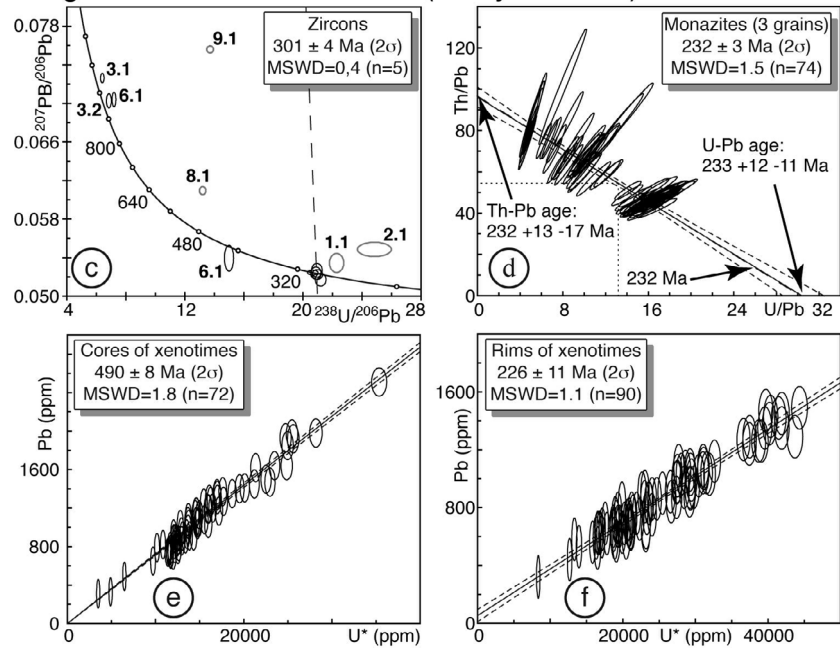 0.078
0.066
0.058
0.050
²⁰⁷PB/²⁰⁶Pb
Zircons
301 ± 4 Ma (2σ)
MSWD=0,4 (n=5)
9.1
3.1
6.1
3.2
800
8.1
640
480
6.1
1.1
2.1
320
c
4
12
20
28
²³⁸U/²⁰⁶Pb
120
80
40
0
Th/Pb
Monazites (3 grains)
232 ± 3 Ma (2σ)
MSWD=1.5 (n=74)
U-Pb age:
233 +12 -11 Ma
Th-Pb age:
232 +13 -17 Ma
d
232 Ma
0
8
16
24
32
U/Pb
Cores of xenotimes
490 ± 8 Ma (2σ)
MSWD=1.8 (n=72)
Pb (ppm)
1600
800
0
e
0
20000
U* (ppm)
Rims of xenotimes
226 ± 11 Ma (2σ)
MSWD=1.1 (n=90)
Pb (ppm)
1600
800
0
f
0
20000
U* (ppm)
40000